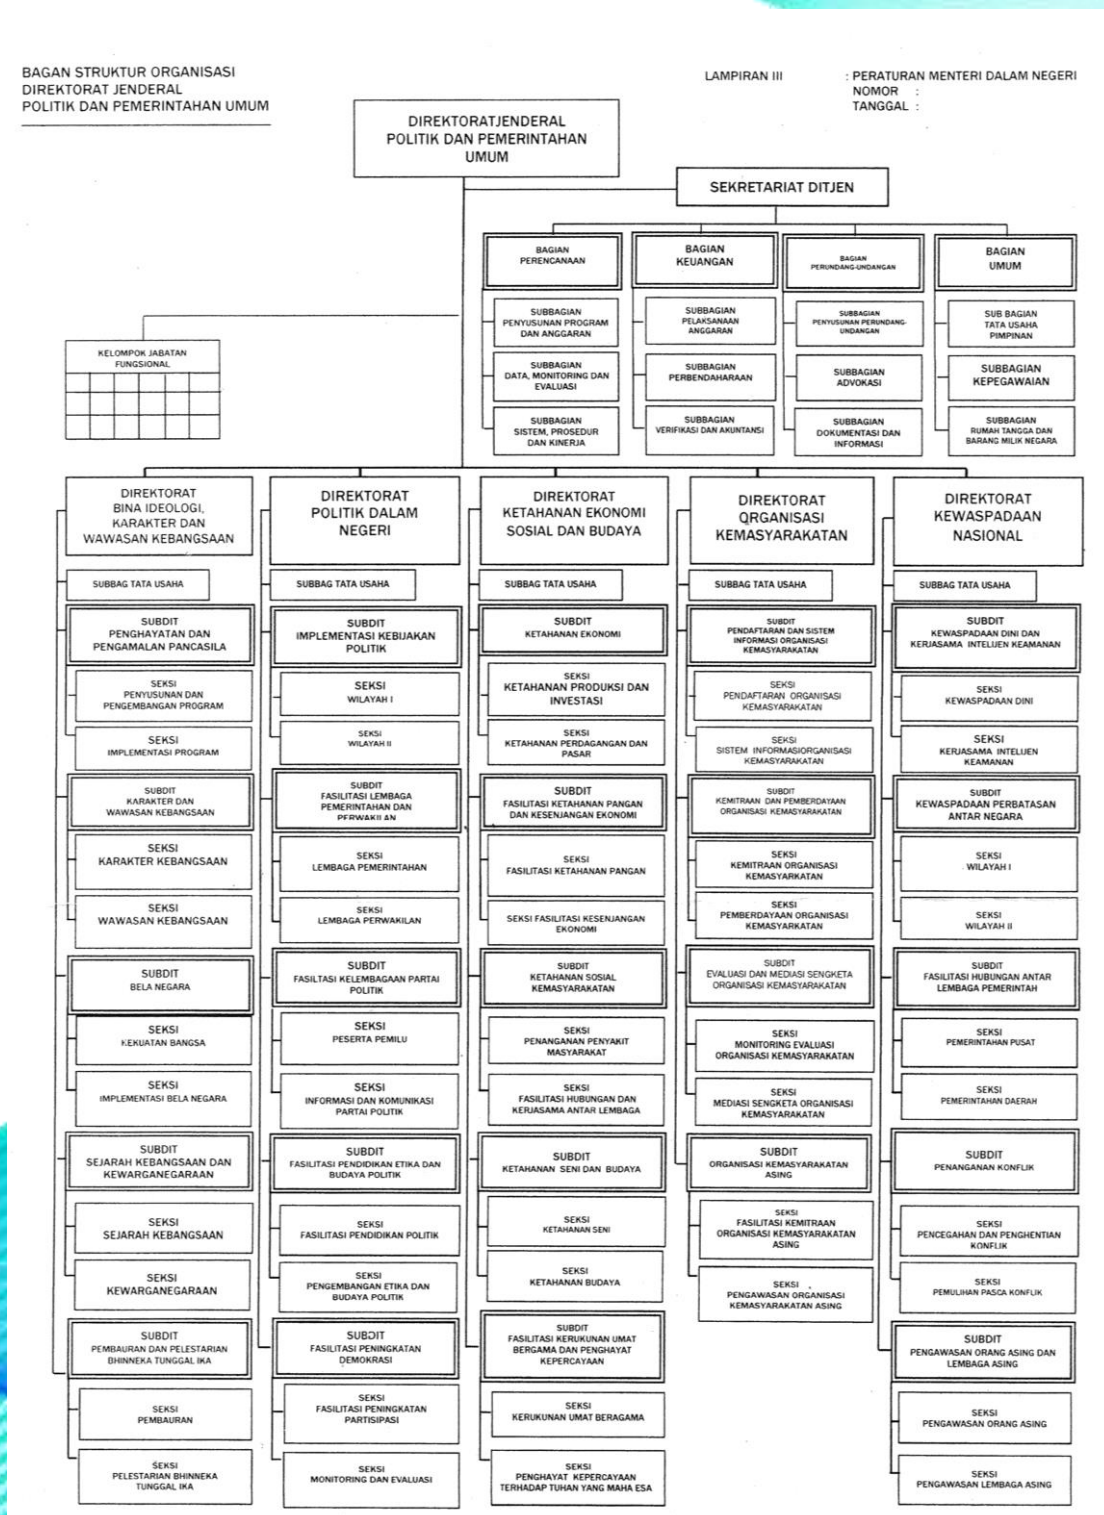 BAGAN STRUKTUR ORGANISASI
DIREKTORAT JENDERAL
POLITIK DAN PEMERINTAHAN UMUM
LAMPIRAN III : PERATURAN MENTERI DALAM NEGERI
NOMOR :
TANGGAL :
DIREKTORATJENDERAL
POLITIK DAN PEMERINTAHAN
UMUM
SEKRETARIAT DITJEN
BAGIAN
PERENCANAAN
SUBBAGIAN
PENYUSUNAN PROGRAM
DAN ANGGARAN
SUBBAGIAN
DATA, MONITORING DAN
EVALUASI
SUBBAGIAN
SISTEM, PROSEDUR
DAN KINERJA
BAGIAN
KEUANGAN
SUBBAGIAN
PELAKSANAAN
ANGGARAN
SUBBAGIAN
PERBENDAHARAAN
SUBBAGIAN
VERIFIKASI DAN AKUNTANSI
BAGIAN
PERUNDANG-UNDANGAN
SUBBAGIAN
PENYUSUNAN PERUNDANG-
UNDANGAN
SUBBAGIAN
ADVOKASI
SUBBAGIAN
DOKUMENTASI DAN
INFORMASI
BAGIAN
UMUM
SUB BAGIAN
TATA USAHA
PIMPINAN
SUBBAGIAN
KEPEGAWAIAN
SUBBAGIAN
RUMAH TANGGA DAN
BARANG MILIK NEGARA
KELOMPOK JABATAN
FUNGSIONAL
DIREKTORAT
BINA IDEOLOGI,
KARAKTER DAN
WAWASAN KEBANGSAAN
SUBBAG TATA USAHA
SUBDIT
PENGHAYATAN DAN
PENGAMALAN PANCASILA
SEKSI
PENYUSUNAN DAN
PENGEMBANGAN PROGRAM
SEKSI
IMPLEMENTASI PROGRAM
SUBDIT
KARAKTER DAN
WAWASAN KEBANGSAAN
SEKSI
KARAKTER KEBANGSAAN
SEKSI
WAWASAN KEBANGSAAN
SUBDIT
BELA NEGARA
SEKSI
KEKUATAN BANGSA
SEKSI
IMPLEMENTASI BELA NEGARA
SUBDIT
SEJARAH KEBANGSAAN DAN
KEWARGANEGARAAN
SEKSI
SEJARAH KEBANGSAAN
SEKSI
KEWARGANEGARAAN
SUBDIT
PEMBAURAN DAN PELESTARIAN
BHINNEKA TUNGGAL IKA
SEKSI
PEMBAURAN
SEKSI
PELESTARIAN BHINNEKA
TUNGGAL IKA
DIREKTORAT
POLITIK DALAM
NEGERI
SUBBAG TATA USAHA
SUBDIT
IMPLEMENTASI KEBIJAKAN
POLITIK
SEKSI
WILAYAH I
SEKSI
WILAYAH II
SUBDIT
FASILITASI LEMBAGA
PEMERINTAHAN DAN
PERWAKILAN
SEKSI
LEMBAGA PEMERINTAHAN
SEKSI
LEMBAGA PERWAKILAN
SUBDIT
FASILTASI KELEMBAGAAN PARTAI
POLITIK
SEKSI
PESERTA PEMILU
SEKSI
INFORMASI DAN KOMUNIKASI
PARTAI POLITIK
SUBDIT
FASILITASI PENDIDIKAN ETIKA DAN
BUDAYA POLITIK
SEKSI
FASILITASI PENDIDIKAN POLITIK
SEKSI
PENGEMBANGAN ETIKA DAN
BUDAYA POLITIK
SUBDIT
FASILITASI PENINGKATAN
DEMOKRASI
SEKSI
FASILITASI PENINGKATAN
PARTISIPASI
SEKSI
MONITORING DAN EVALUASI
DIREKTORAT
KETAHANAN EKONOMI
SOSIAL DAN BUDAYA
SUBBAG TATA USAHA
SUBDIT
KETAHANAN EKONOMI
SEKSI
KETAHANAN PRODUKSI DAN
INVESTASI
SEKSI
KETAHANAN PERDAGANGAN DAN
PASAR
SUBDIT
FASILITASI KETAHANAN PANGAN
DAN KESENJANGAN EKONOMI
SEKSI
FASILITASI KETAHANAN PANGAN
SEKSI FASILITASI KESENJANGAN
EKONOMI
SUBDIT
KETAHANAN SOSIAL
KEMASYARAKATAN
SEKSI
PENANGANAN PENYAKIT
MASYARAKAT
SEKSI
FASILITASI HUBUNGAN DAN
KERJASAMA ANTAR LEMBAGA
SUBDIT
KETAHANAN SENI DAN BUDAYA
SEKSI
KETAHANAN SENI
SEKSI
KETAHANAN BUDAYA
SUBDIT
FASILITASI KERUKUNAN UMAT
BERGAMA DAN PENGHAYAT
KEPERCAYAAN
SEKSI
KERUKUNAN UMAT BERAGAMA
SEKSI
PENGHAYAT KEPERCAYAAN
TERHADAP TUHAN YANG MAHA ESA
DIREKTORAT
ORGANISASI
KEMASYARAKATAN
SUBBAG TATA USAHA
SUBDIT
PENDAFTARAN DAN SISTEM
INFORMASI ORGANISASI
KEMASYARAKATAN
SEKSI
PENDAFTARAN ORGANISASI
KEMASYARAKATAN
SEKSI
SISTEM INFORMASIORGANISASI
KEMASYARAKATAN
SUBDIT
KEMITRAAN DAN PEMBERDAYAAN
ORGANISASI KEMASYARAKATAN
SEKSI
KEMITRAAN ORGANISASI
KEMASYARKATAN
SEKSI
PEMBERDAYAAN ORGANISASI
KEMASYARKATAN
SUBDIT
EVALUASI DAN MEDIASI SENGKETA
ORGANISASI KEMASYARAKATAN
SEKSI
MONITORING EVALUASI
ORGANISASI KEMASYARAKATAN
SEKSI
MEDIASI SENGKETA ORGANISASI
KEMASYARAKATAN
SUBDIT
ORGANISASI KEMASYARAKATAN
ASING
SEKSI
FASILITASI KEMITRAAN
ORGANISASI KEMASYARAKATAN
ASING
SEKSI
PENGAWASAN ORGANISASI
KEMASYARAKATAN ASING
DIREKTORAT
KEWASPADAAN
NASIONAL
SUBBAG TATA USAHA
SUBDIT
KEWASPADAAN DINI DAN
KERJASAMA INTELIJEN KEAMANAN
SEKSI
KEWASPADAAN DINI
SEKSI
KERJASAMA INTELIJEN
KEAMANAN
SUBDIT
KEWASPADAAN PERBATASAN
ANTAR NEGARA
SEKSI
WILAYAH I
SEKSI
WILAYAH II
SUBDIT
FASILITASI HUBUNGAN ANTAR
LEMBAGA PEMERINTAH
SEKSI
PEMERINTAHAN PUSAT
SEKSI
PEMERINTAHAN DAERAH
SUBDIT
PENANGANAN KONFLIK
SEKSI
PENCEGAHAN DAN PENGHENTIAN
KONFLIK
SEKSI
PEMULIHAN PASCA KONFLIK
SUBDIT
PENGAWASAN ORANG ASING DAN
LEMBAGA ASING
SEKSI
PENGAWASAN ORANG ASING
SEKSI
PENGAWASAN LEMBAGA ASING